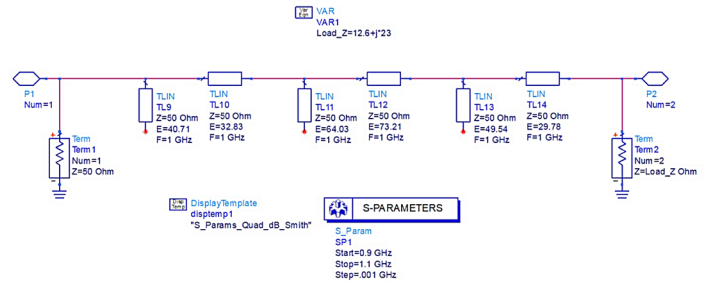 Var
Eqn
VAR
VAR1
Load_Z=12.6+j*23
P1
Num=1
P2
Num=2
TLIN
TL9
Z=50 Ohm
E=40.71
F=1 GHz
TLIN
TL10
Z=50 Ohm
E=32.83
F=1 GHz
TLIN
TL11
Z=50 Ohm
E=64.03
F=1 GHz
TLIN
TL12
Z=50 Ohm
E=73.21
F=1 GHz
TLIN
TL13
Z=50 Ohm
E=49.54
F=1 GHz
TLIN
TL14
Z=50 Ohm
E=29.78
F=1 GHz
Term
Term1
Num=1
Z=50 Ohm
Term
Term2
Num=2
Z=Load_Z Ohm
Disp
Temp
DisplayTemplate
disptemp1
"S_Params_Quad_dB_Smith"
S-PARAMETERS
S_Param
SP1
Start=0.9 GHz
Stop=1.1 GHz
Step=.001 GHz